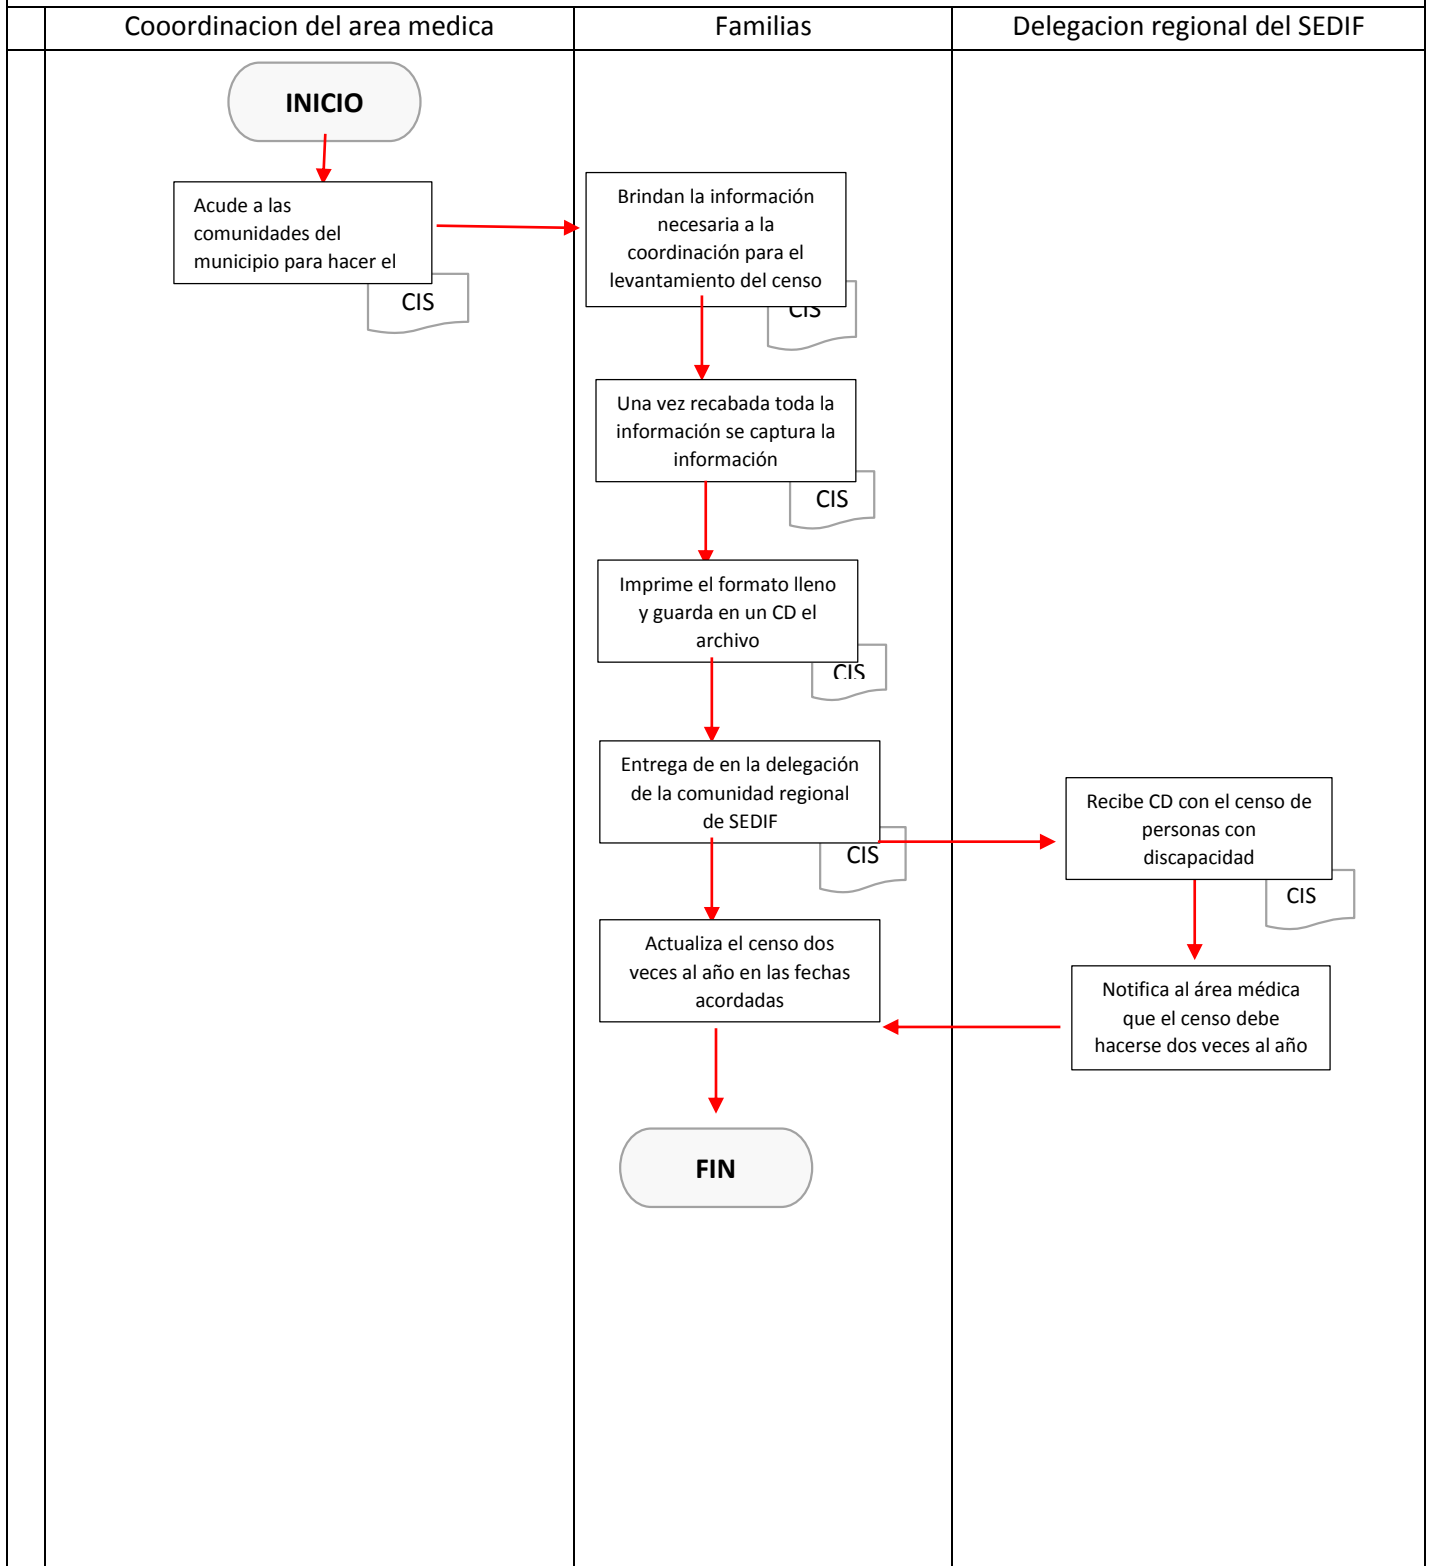 Cooordinacion del area medica
Familias
Delegacion regional del SEDIF
INICIO
Acude a las
comunidades del
municipio para hacer el
CIS
Brindan la información
necesaria a la
coordinación para el
levantamiento del censo
CIS
Una vez recabada toda la
información se captura la
información
CIS
Imprime el formato lleno
y guarda en un CD el
archivo
CIS
Entrega de en la delegación
de la comunidad regional
de SEDIF
CIS
Recibe CD con el censo de
personas con
discapacidad
CIS
Actualiza el censo dos
veces al año en las fechas
acordadas
Notifica al área médica
que el censo debe
hacerse dos veces al año
FIN